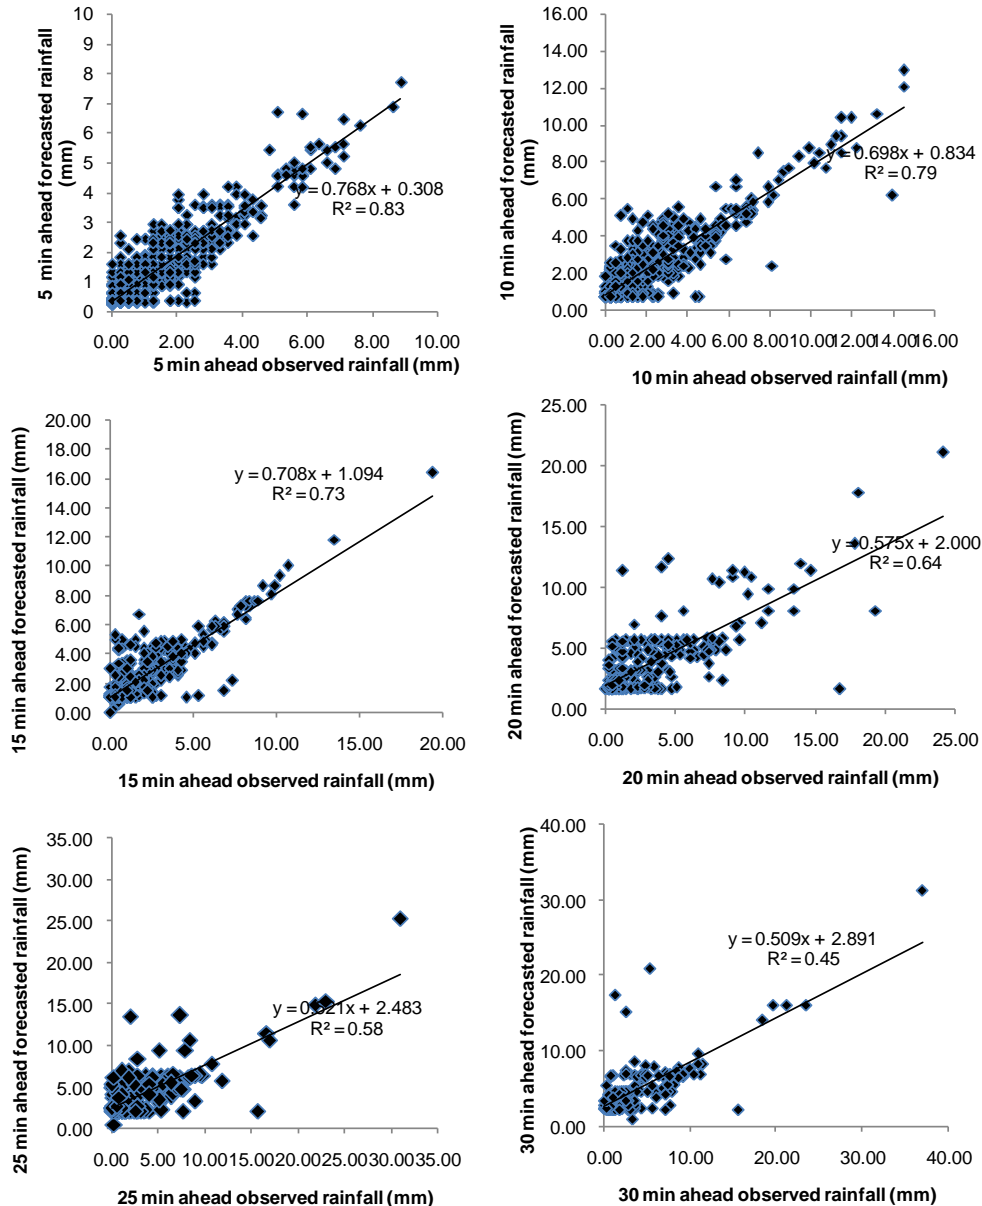 10
9
8
7
6
5
4
3
2
1
0
5 min ahead forecasted rainfall
(mm)
y = 0.768x + 0.308
R² = 0.83
0.00 2.00 4.00 6.00 8.00 10.00
5 min ahead observed rainfall (mm)
16.00
14.00
12.00
10.00
8.00
6.00
4.00
2.00
0.00
10 min ahead forecasted rainfall
(mm)
y = 0.698x + 0.834
R² = 0.79
0.00 2.00 4.00 6.00 8.00 10.00 12.00 14.00 16.00
10 min ahead observed rainfall (mm)
20.00
18.00
16.00
14.00
12.00
10.00
8.00
6.00
4.00
2.00
0.00
15 min ahead forecasted rainfall (mm)
y = 0.708x + 1.094
R² = 0.73
0.00 5.00 10.00 15.00 20.00
15 min ahead observed rainfall (mm)
25.00
20.00
15.00
10.00
5.00
0.00
20 min ahead forecasted rainfall (mm)
y = 0.575x + 2.000
R² = 0.64
0.00 5.00 10.00 15.00 20.00 25.00
20 min ahead observed rainfall (mm)
35.00
30.00
25.00
20.00
15.00
10.00
5.00
0.00
25 min ahead forecasted rainfall (mm)
y = 0.521x + 2.483
R² = 0.58
0.00 5.00 10.00 15.00 20.00 25.00 30.00 35.00
25 min ahead observed rainfall (mm)
40.00
30.00
20.00
10.00
0.00
30 min ahead forecasted rainfall (mm)
y = 0.509x + 2.891
R² = 0.45
0.00 10.00 20.00 30.00 40.00
30 min ahead observed rainfall (mm)